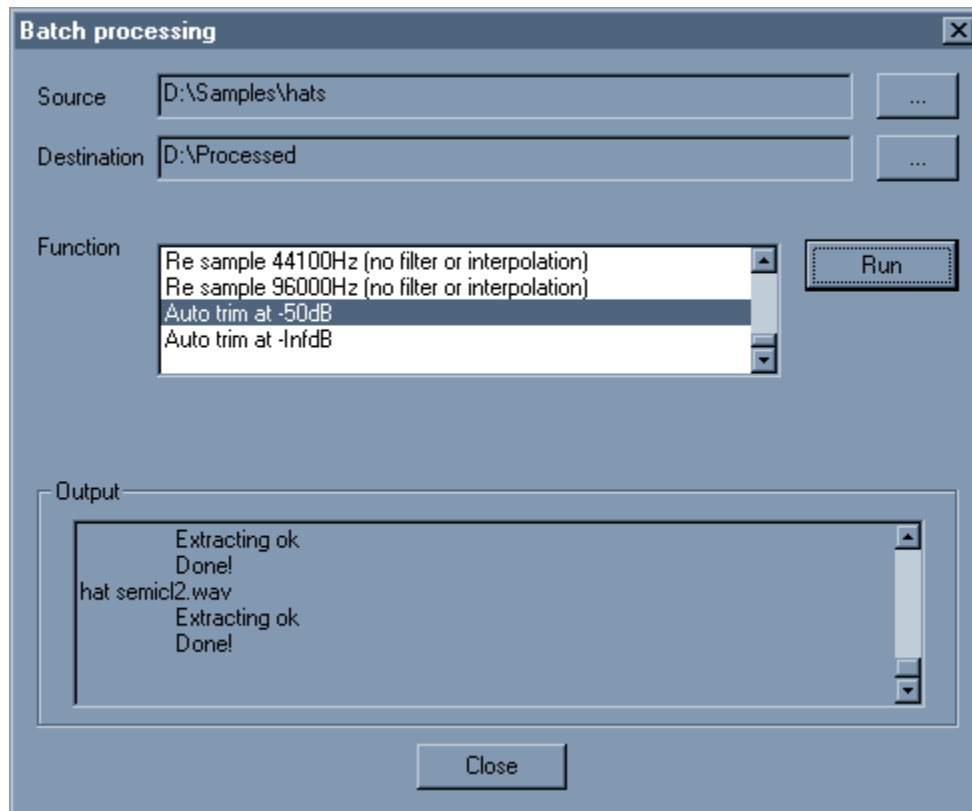 Batch processing
Source
D:\Samples\hats
...
Destination
D:\Processed
...
Function
Re sample 44100Hz (no filter or interpolation)
Re sample 96000Hz (no filter or interpolation)
Auto trim at -50dB
Auto trim at -InfdB
Run
Output
Extracting ok
Done!
hat semicl2.wav
Extracting ok
Done!
Close